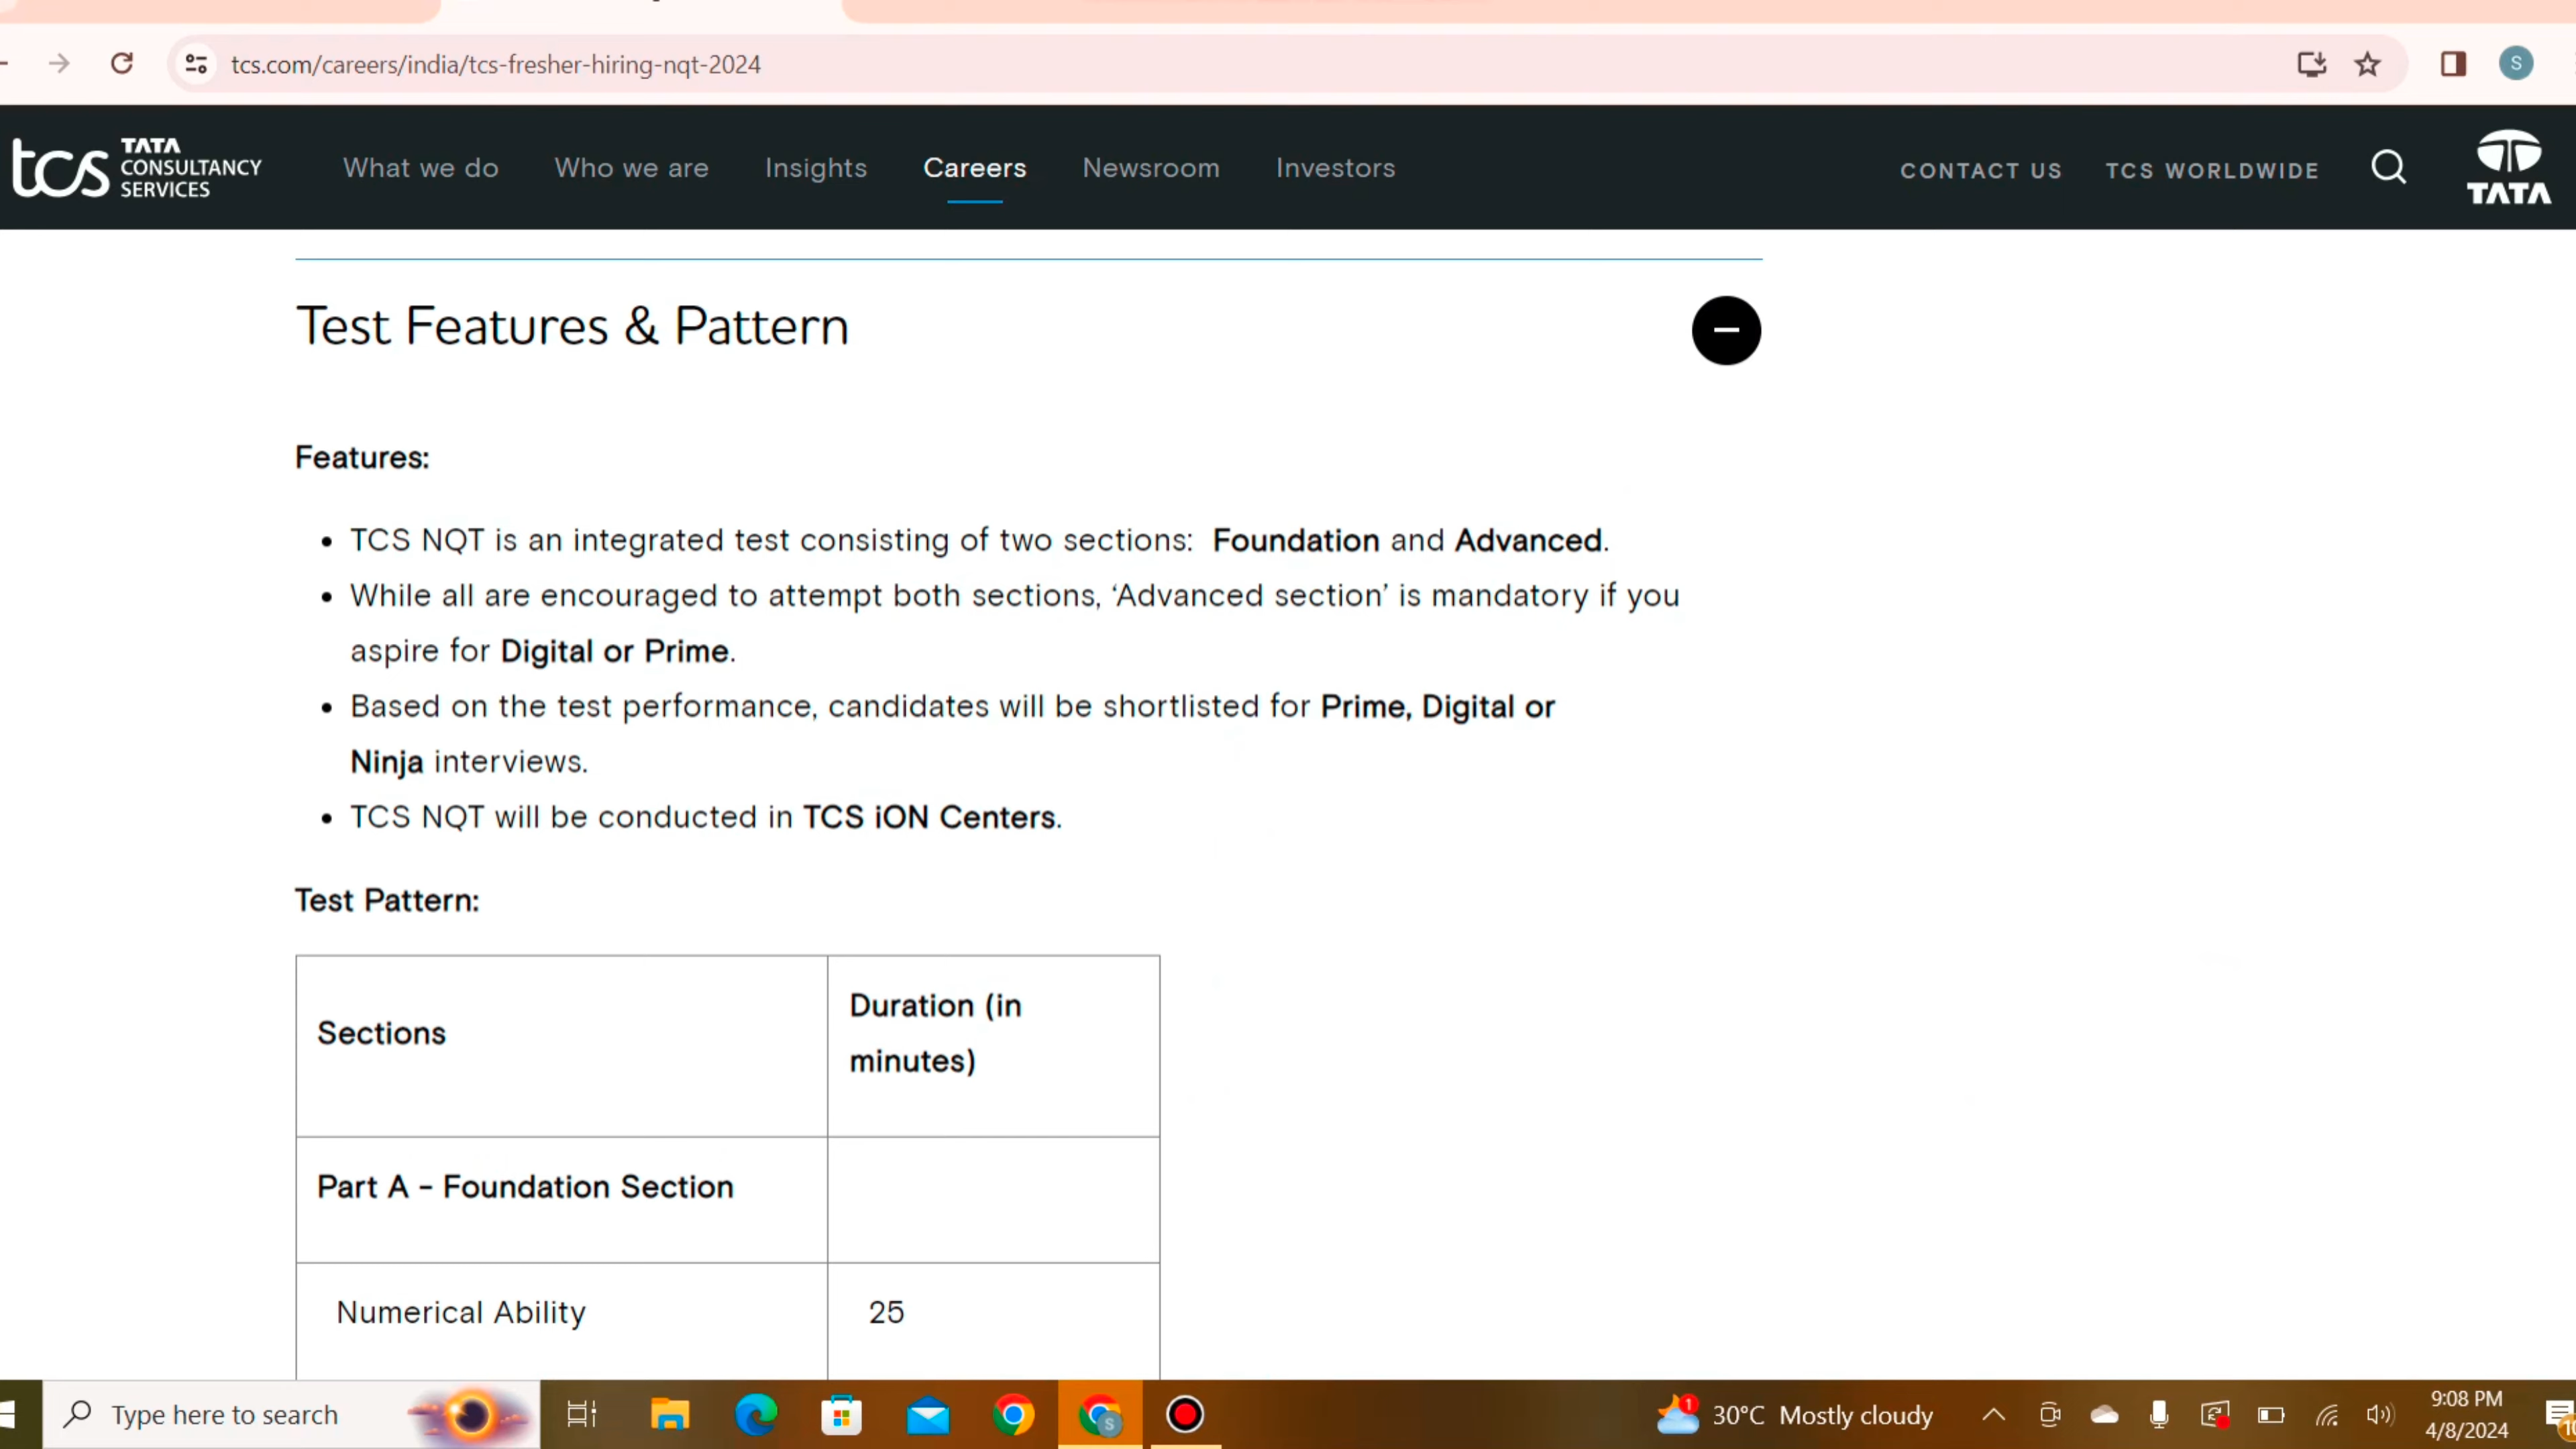 tcs.com/careers/india/tcs-fresher-hiring-nqt-2024
S
tcs TATA CONSULTANCY SERVICES
What we do Who we are Insights Careers Newsroom Investors
CONTACT US TCS WORLDWIDE
TATA
Test Features & Pattern
Features:
• TCS NQT is an integrated test consisting of two sections: Foundation and Advanced.
• While all are encouraged to attempt both sections, ‘Advanced section’ is mandatory if you
aspire for Digital or Prime.
• Based on the test performance, candidates will be shortlisted for Prime, Digital or
Ninja interviews.
• TCS NQT will be conducted in TCS iON Centers.
Test Pattern:
Sections
Duration (in
minutes)
Part A - Foundation Section
Numerical Ability 25
Type here to search
S
1
30°C Mostly cloudy
9:08 PM
4/8/2024